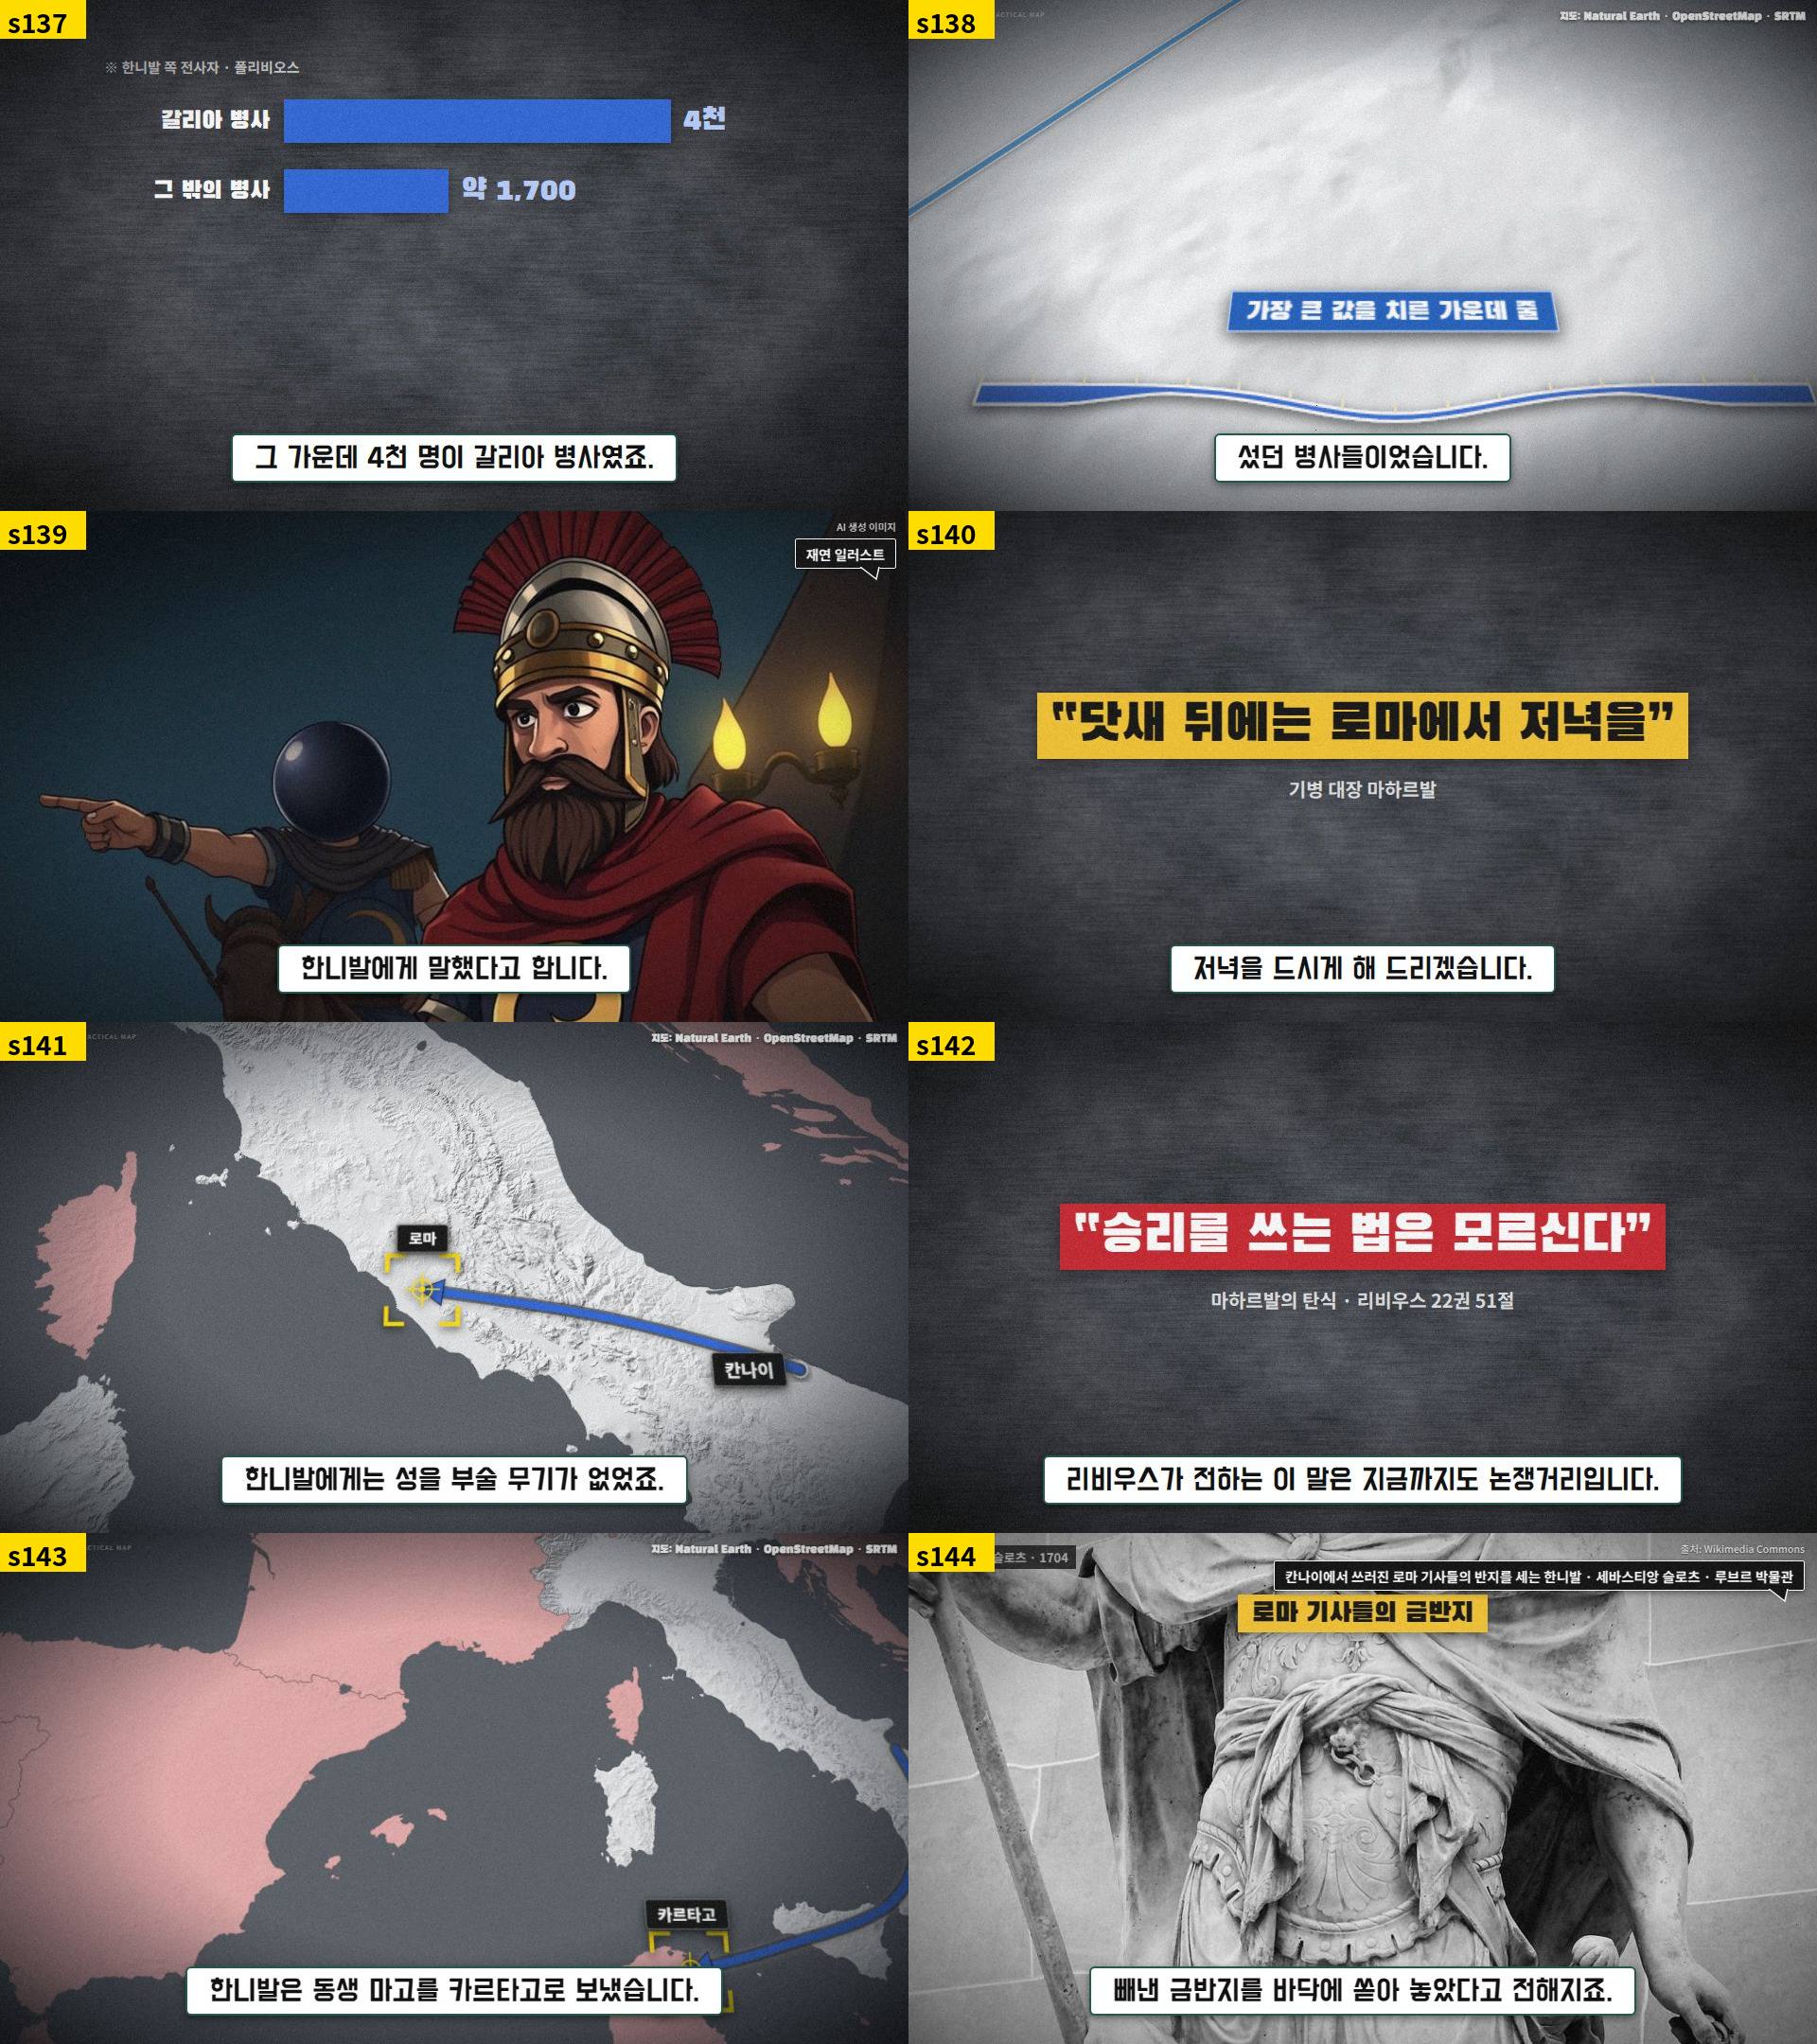 s137
※ 한니발 쪽 전사자 · 폴리비오스
갈리아 병사
4천
그 밖의 병사
약 1,700
그 가운데 4천 명이 갈리아 병사였죠.
s138
ACTICAL MAP
지도: Natural Earth · OpenStreetMap · SRTM
가장 큰 값을 치른 가운데 줄
섰던 병사들이었습니다.
s139
AI 생성 이미지
재연 일러스트
한니발에게 말했다고 합니다.
s140
“닷새 뒤에는 로마에서 저녁을”
기병 대장 마하르발
저녁을 드시게 해 드리겠습니다.
s141
ACTICAL MAP
지도: Natural Earth · OpenStreetMap · SRTM
로마
칸나이
한니발에게는 성을 부술 무기가 없었죠.
s142
“승리를 쓰는 법은 모르신다”
마하르발의 탄식 · 리비우스 22권 51절
리비우스가 전하는 이 말은 지금까지도 논쟁거리입니다.
s143
CTICAL MAP
지도: Natural Earth · OpenStreetMap · SRTM
카르타고
한니발은 동생 마고를 카르타고로 보냈습니다.
s144
슬로츠 · 1704
출처: Wikimedia Commons
칸나이에서 쓰러진 로마 기사들의 반지를 세는 한니발 · 세바스티앙 슬로츠 · 루브르 박물관
로마 기사들의 금반지
빼낸 금반지를 바닥에 쏟아 놓았다고 전해지죠.